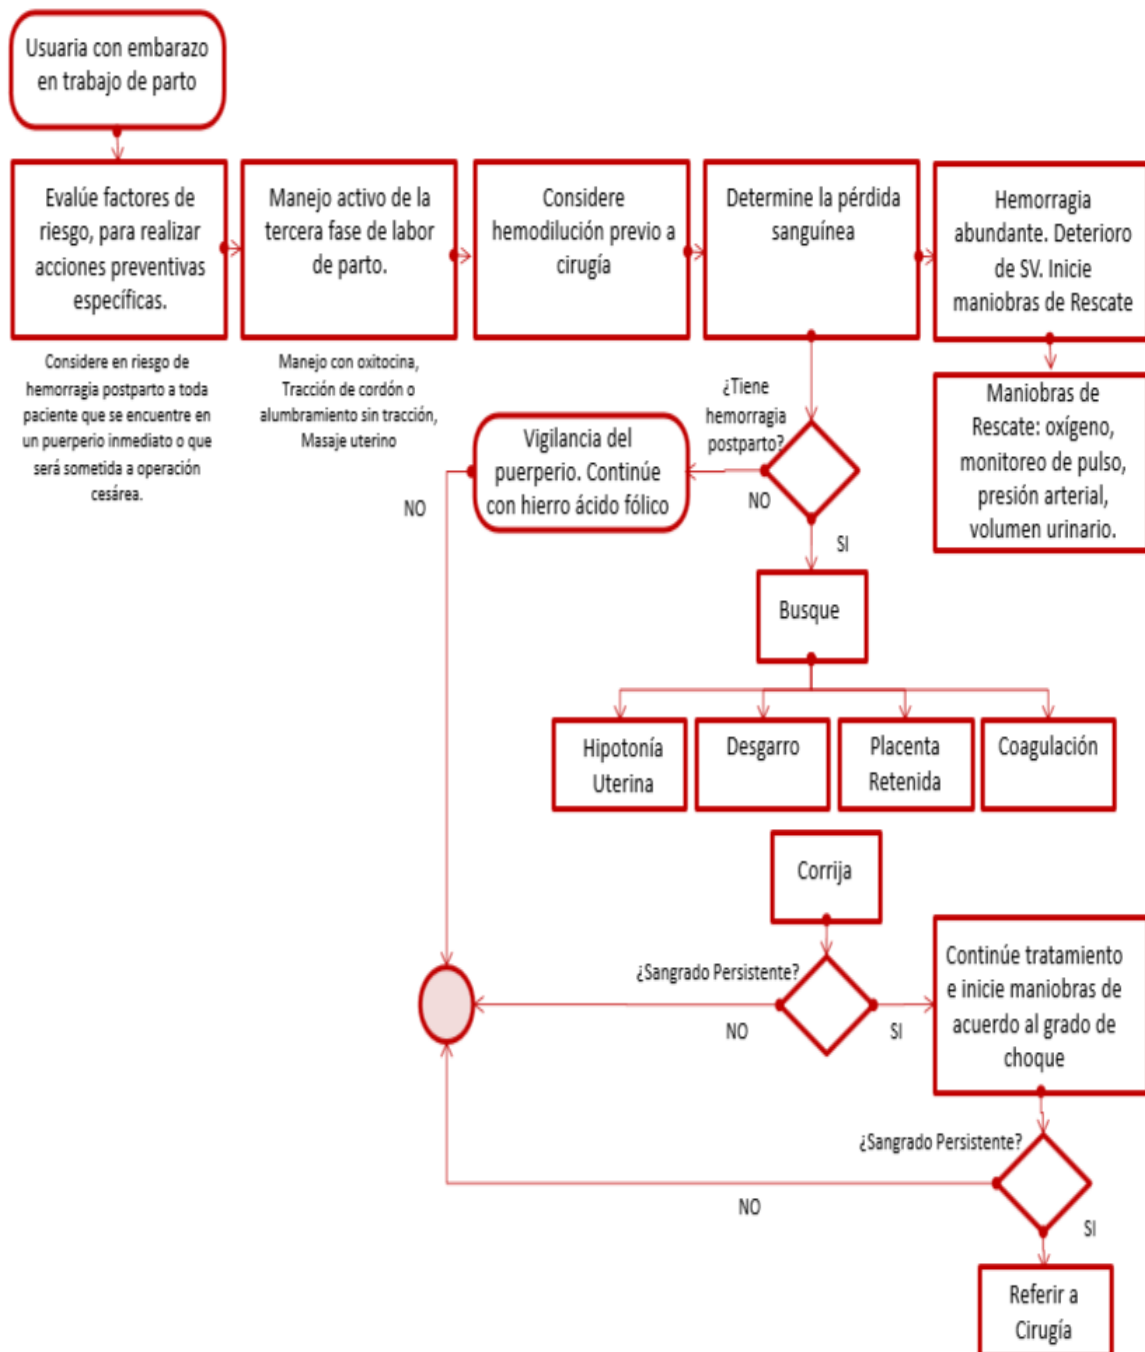 Usuaria con embarazo
en trabajo de parto
Evalúe factores de
riesgo, para realizar
acciones preventivas
específicas.
Manejo activo de la
tercera fase de labor
de parto.
Considere
hemodilución previo a
cirugía
Determine la pérdida
sanguínea
Hemorragia
abundante. Deterioro
de SV. Inicie
maniobras de Rescate
Considere en riesgo de
hemorragia postparto a toda
paciente que se encuentre en
un puerperio inmediato o que
será sometida a operación
cesárea.
Manejo con oxitocina,
Tracción de cordón o
alumbramiento sin tracción,
Masaje uterino
¿Tiene
hemorragia
postparto?
Maniobras de
Rescate: oxígeno,
monitoreo de pulso,
presión arterial,
volumen urinario.
Vigilancia del
puerperio. Continúe
con hierro ácido fólico
NO
NO
SI
Busque
Hipotonía
Uterina
Desgarro
Placenta
Retenida
Coagulación
Corrija
¿Sangrado Persistente?
NO
SI
Continúe tratamiento
e inicie maniobras de
acuerdo al grado de
choque
¿Sangrado Persistente?
NO
SI
Referir a
Cirugía